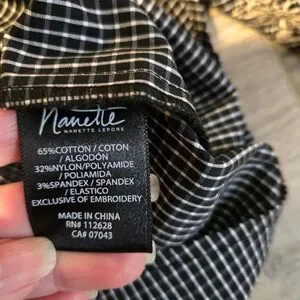 Nanette
NANETTE LEPORE
65%COTTON / COTON
/ ALGODÓN
32%NYLON/POLYAMIDE
/ POLIAMIDA
3%SPANDEX / SPANDEX
/ ELASTICO
EXCLUSIVE OF EMBROIDERY
MADE IN CHINA
RN# 112628
CA# 07043